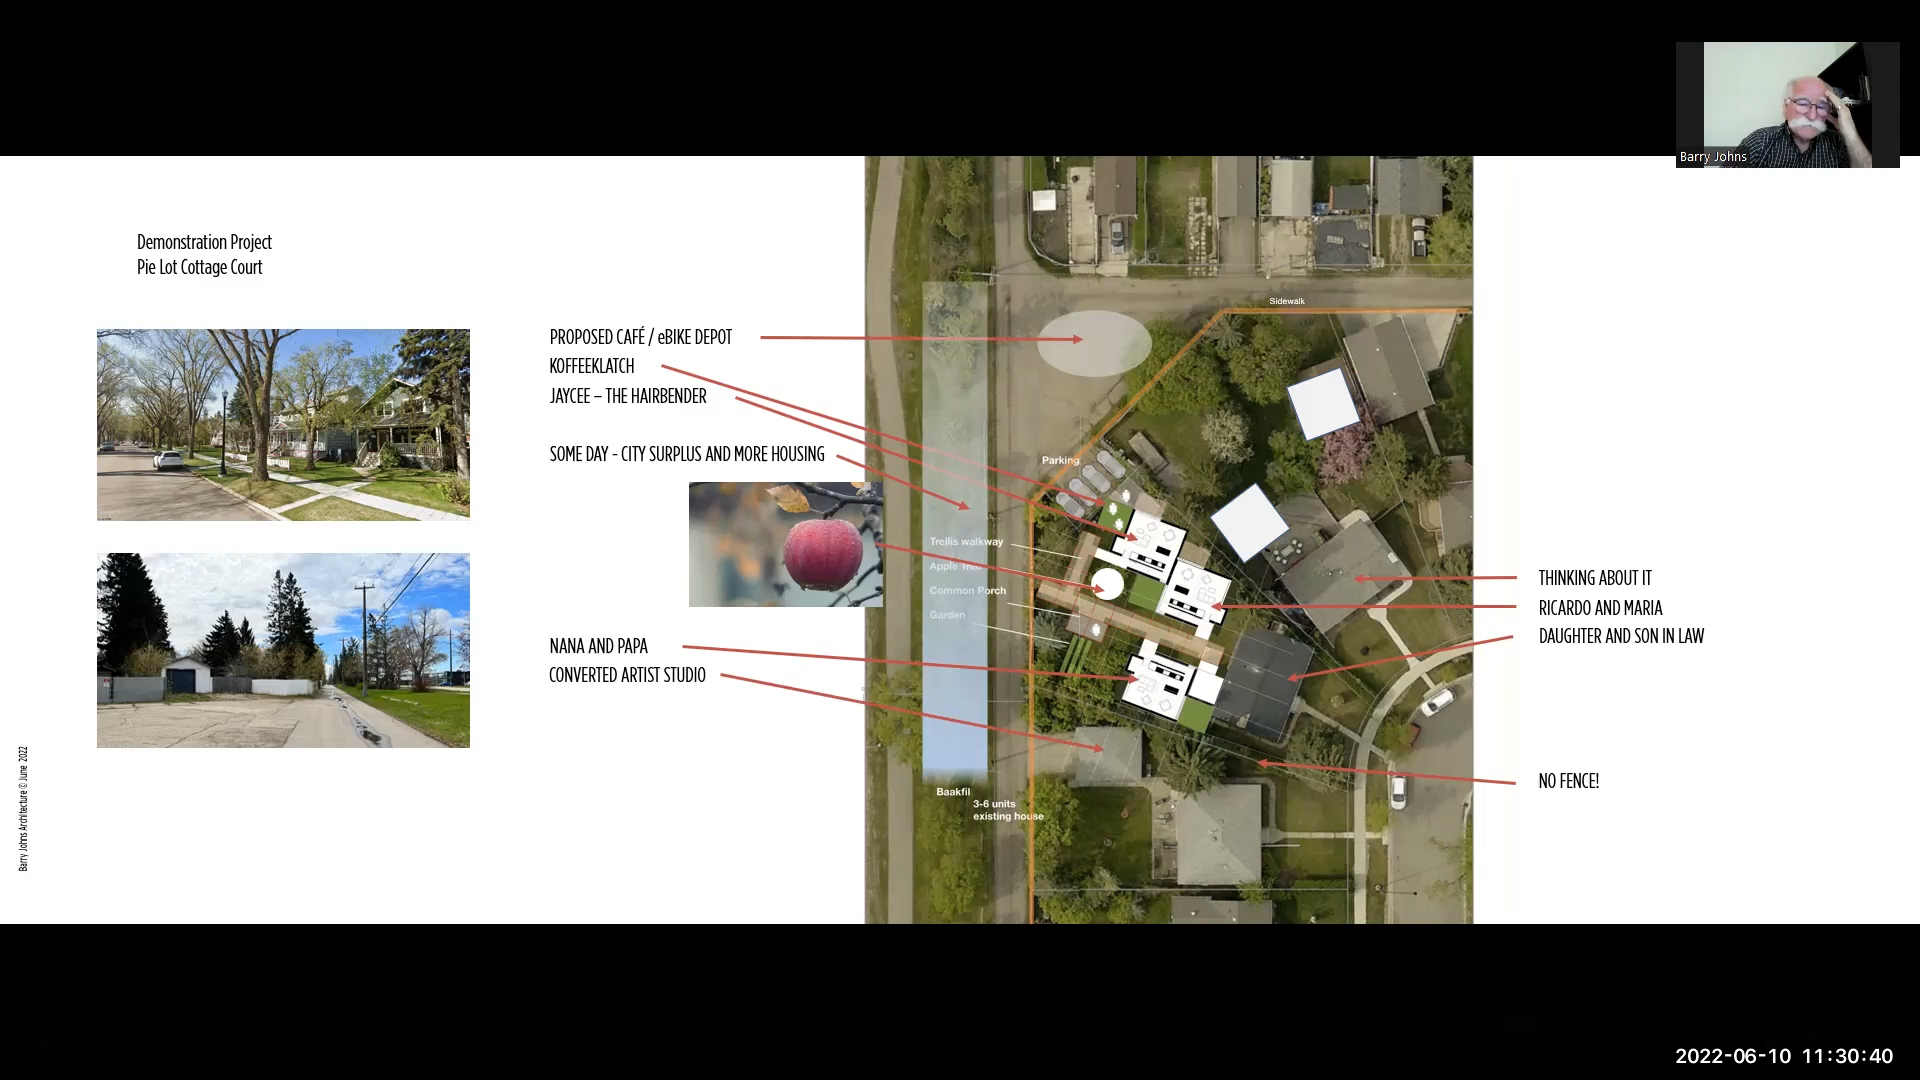 Barry Johns
Demonstration Project
Pie Lot Cottage Court
PROPOSED CAFÉ / eBIKE DEPOT
KOFFEEKLATCH
JAYCEE – THE HAIRBENDER
SOME DAY - CITY SURPLUS AND MORE HOUSING
NANA AND PAPA
CONVERTED ARTIST STUDIO
Sidewalk
Parking
Trellis walkway
Apple Tree
Common Porch
Garden
Baakfil
3-6 units
existing house
THINKING ABOUT IT
RICARDO AND MARIA
DAUGHTER AND SON IN LAW
NO FENCE!
Barry Johns Architecture © June 2022
2022-06-10 11:30:40